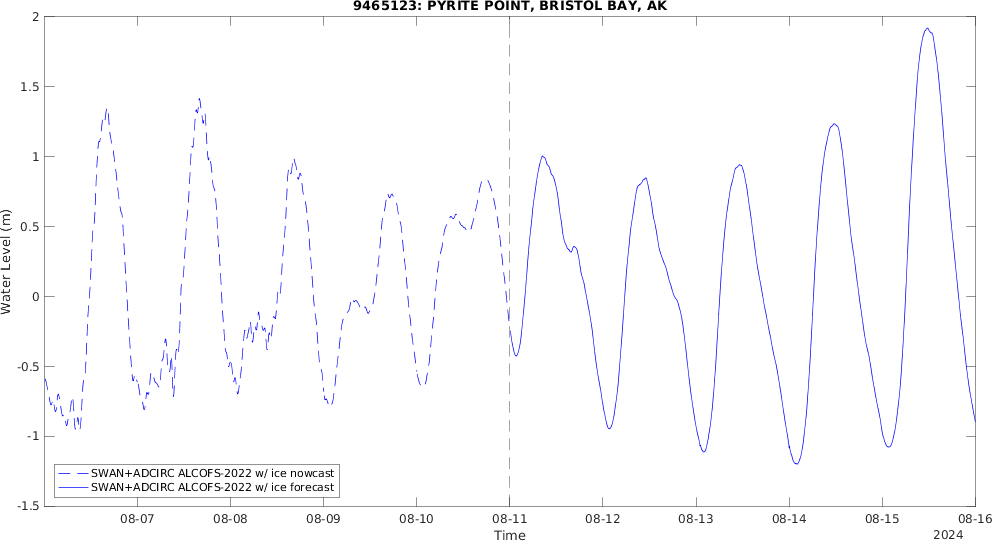 9465123: PYRITE POINT, BRISTOL BAY, AK
2
1.5
1
0.5
0
-0.5
-1
-1.5
Water Level (m)
SWAN+ADCIRC ALCOFS-2022 w/ ice nowcast
SWAN+ADCIRC ALCOFS-2022 w/ ice forecast
08-07 08-08 08-09 08-10 08-11 08-12 08-13 08-14 08-15 08-16
Time
2024